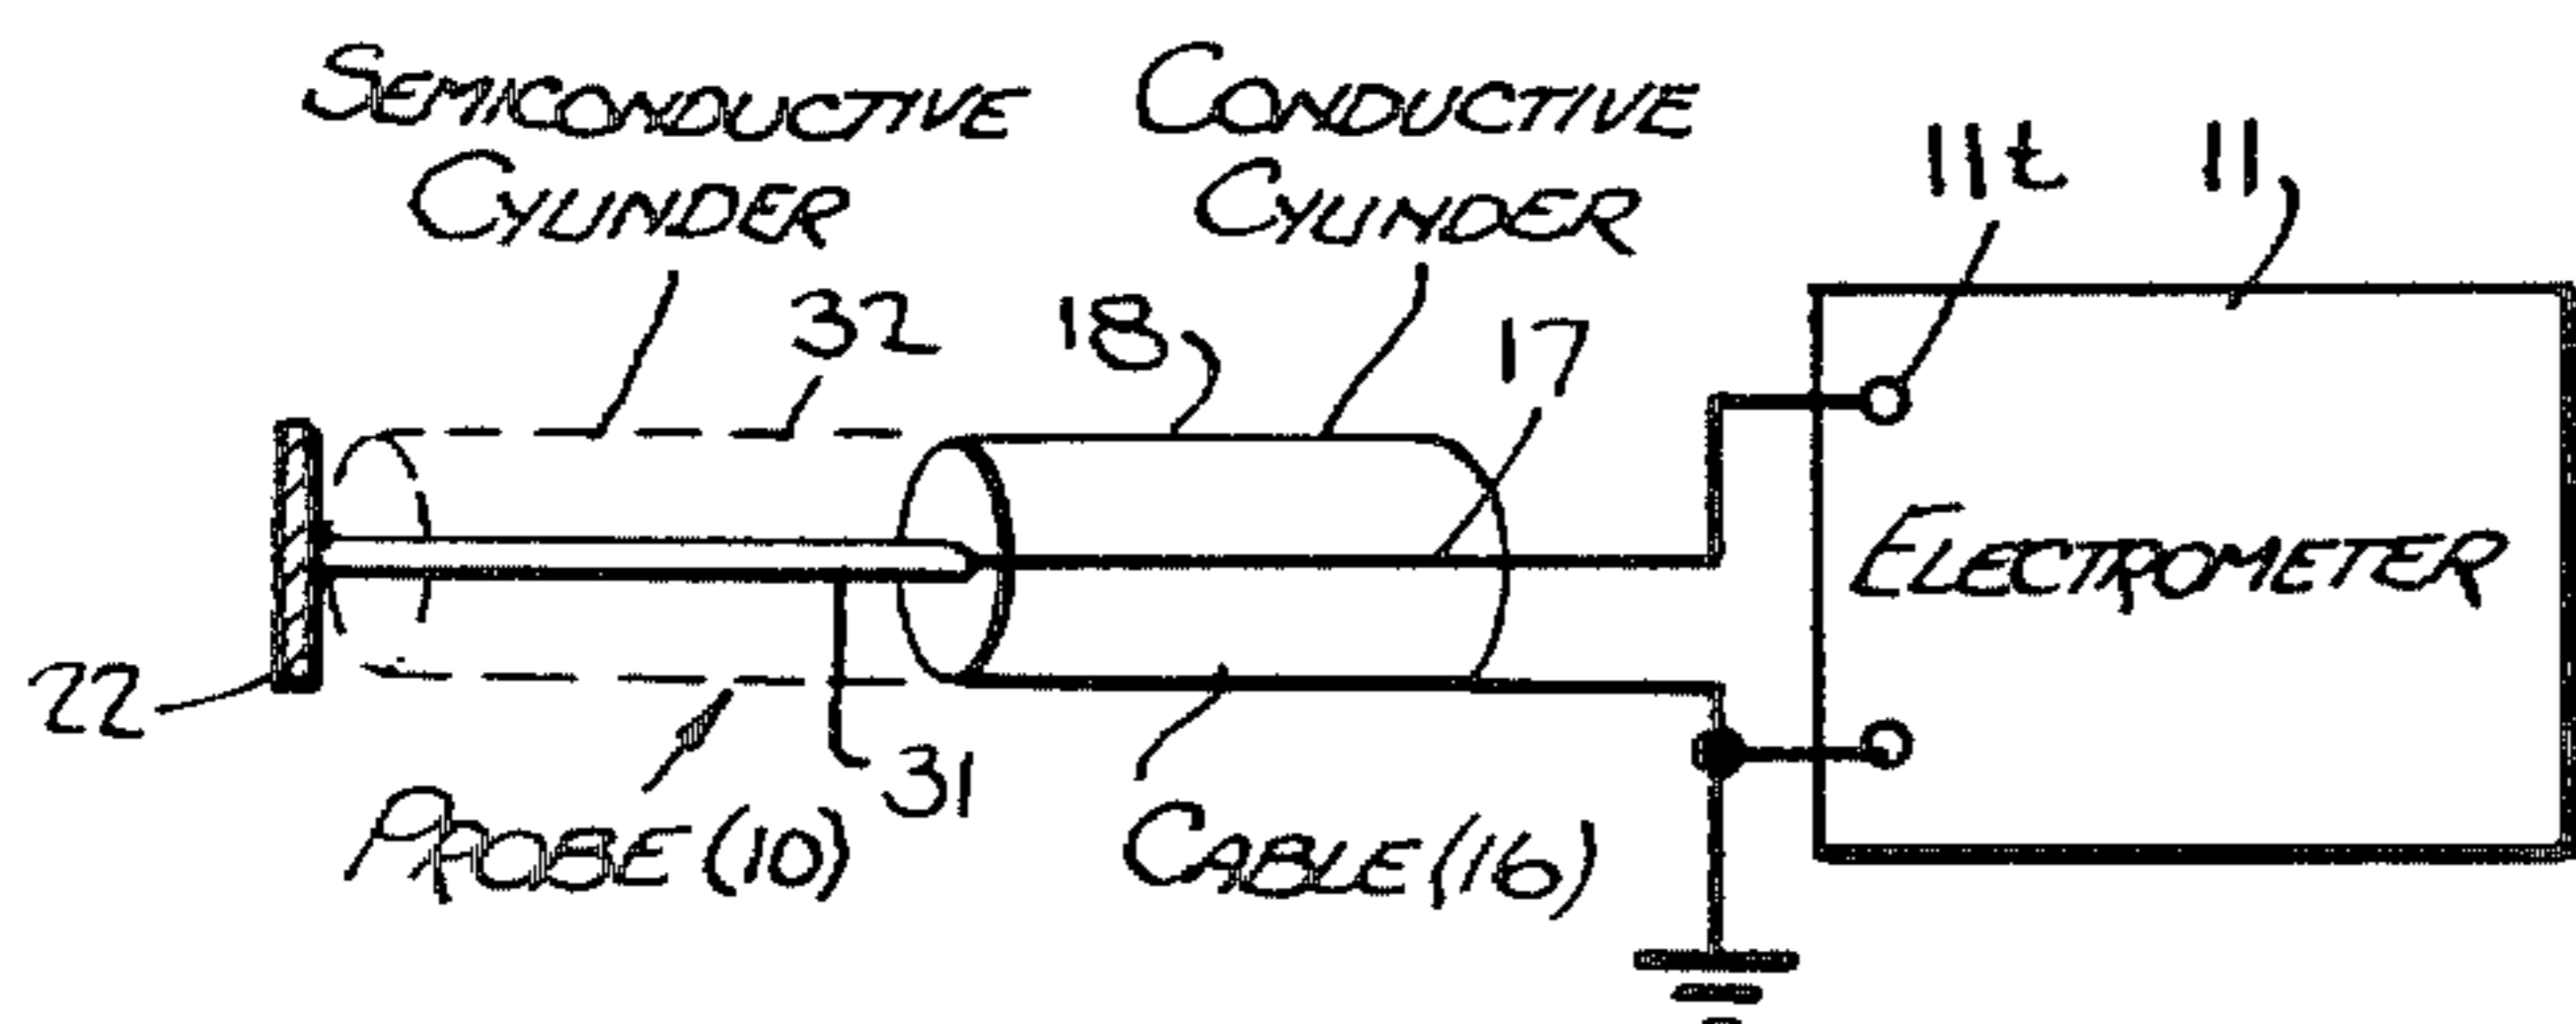 SEMICONDUCTIVE
CYLINDER
CONDUCTIVE
CYLINDER
11t
11
32
18
17
ELECTROMETER
22
31
PROBE (10)
CABLE (16)